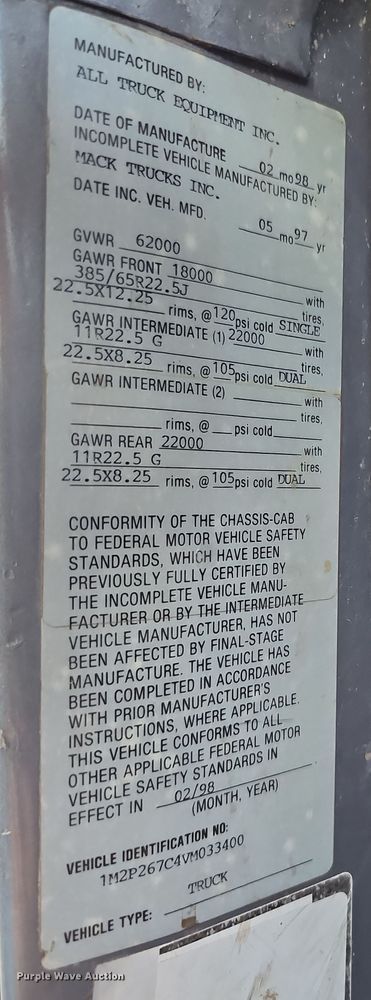 MANUFACTURED BY:
ALL TRUCK EQUIPMENT INC.
DATE OF MANUFACTURE 02 mo 98 yr
INCOMPLETE VEHICLE MANUFACTURED BY:
MACK TRUCKS INC.
DATE INC. VEH. MFD. 05 mo 97 yr
GVWR 62000
GAWR FRONT 18000 with
385/65R22.5J tires,
22.5X12.25 rims, @ 120 psi cold SINGLE
GAWR INTERMEDIATE (1) 22000 with
11R22.5 G tires,
22.5X8.25 rims, @ 105 psi cold DUAL
GAWR INTERMEDIATE (2) with
tires,
rims, @ psi cold
GAWR REAR 22000 with
11R22.5 G tires,
22.5X8.25 rims, @ 105 psi cold DUAL
CONFORMITY OF THE CHASSIS-CAB
TO FEDERAL MOTOR VEHICLE SAFETY
STANDARDS, WHICH HAVE BEEN
PREVIOUSLY FULLY CERTIFIED BY
THE INCOMPLETE VEHICLE MANU-
FACTURER OR BY THE INTERMEDIATE
VEHICLE MANUFACTURER, HAS NOT
BEEN AFFECTED BY FINAL-STAGE
MANUFACTURE. THE VEHICLE HAS
BEEN COMPLETED IN ACCORDANCE
WITH PRIOR MANUFACTURER'S
INSTRUCTIONS, WHERE APPLICABLE.
THIS VEHICLE CONFORMS TO ALL
OTHER APPLICABLE FEDERAL MOTOR
VEHICLE SAFETY STANDARDS IN
EFFECT IN 02/98
(MONTH, YEAR)
VEHICLE IDENTIFICATION NO:
1M2P267C4VM033400
VEHICLE TYPE: TRUCK
Purple Wave Auction